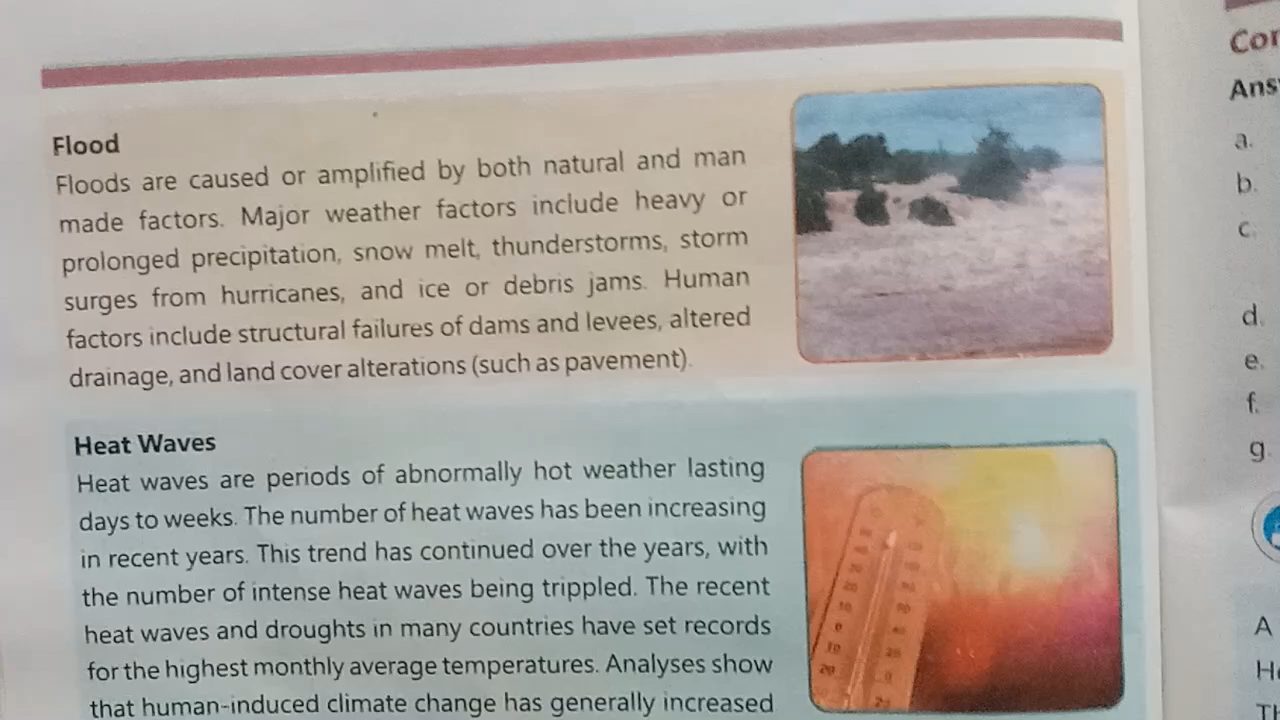 Flood
Floods are caused or amplified by both natural and man
made factors. Major weather factors include heavy or
prolonged precipitation, snow melt, thunderstorms, storm
surges from hurricanes, and ice or debris jams. Human
factors include structural failures of dams and levees, altered
drainage, and land cover alterations (such as pavement).
Heat Waves
Heat waves are periods of abnormally hot weather lasting
days to weeks. The number of heat waves has been increasing
in recent years. This trend has continued over the years, with
the number of intense heat waves being trippled. The recent
heat waves and droughts in many countries have set records
for the highest monthly average temperatures. Analyses show
that human-induced climate change has generally increased
a.
b.
c.
d.
e.
f.
g.
A